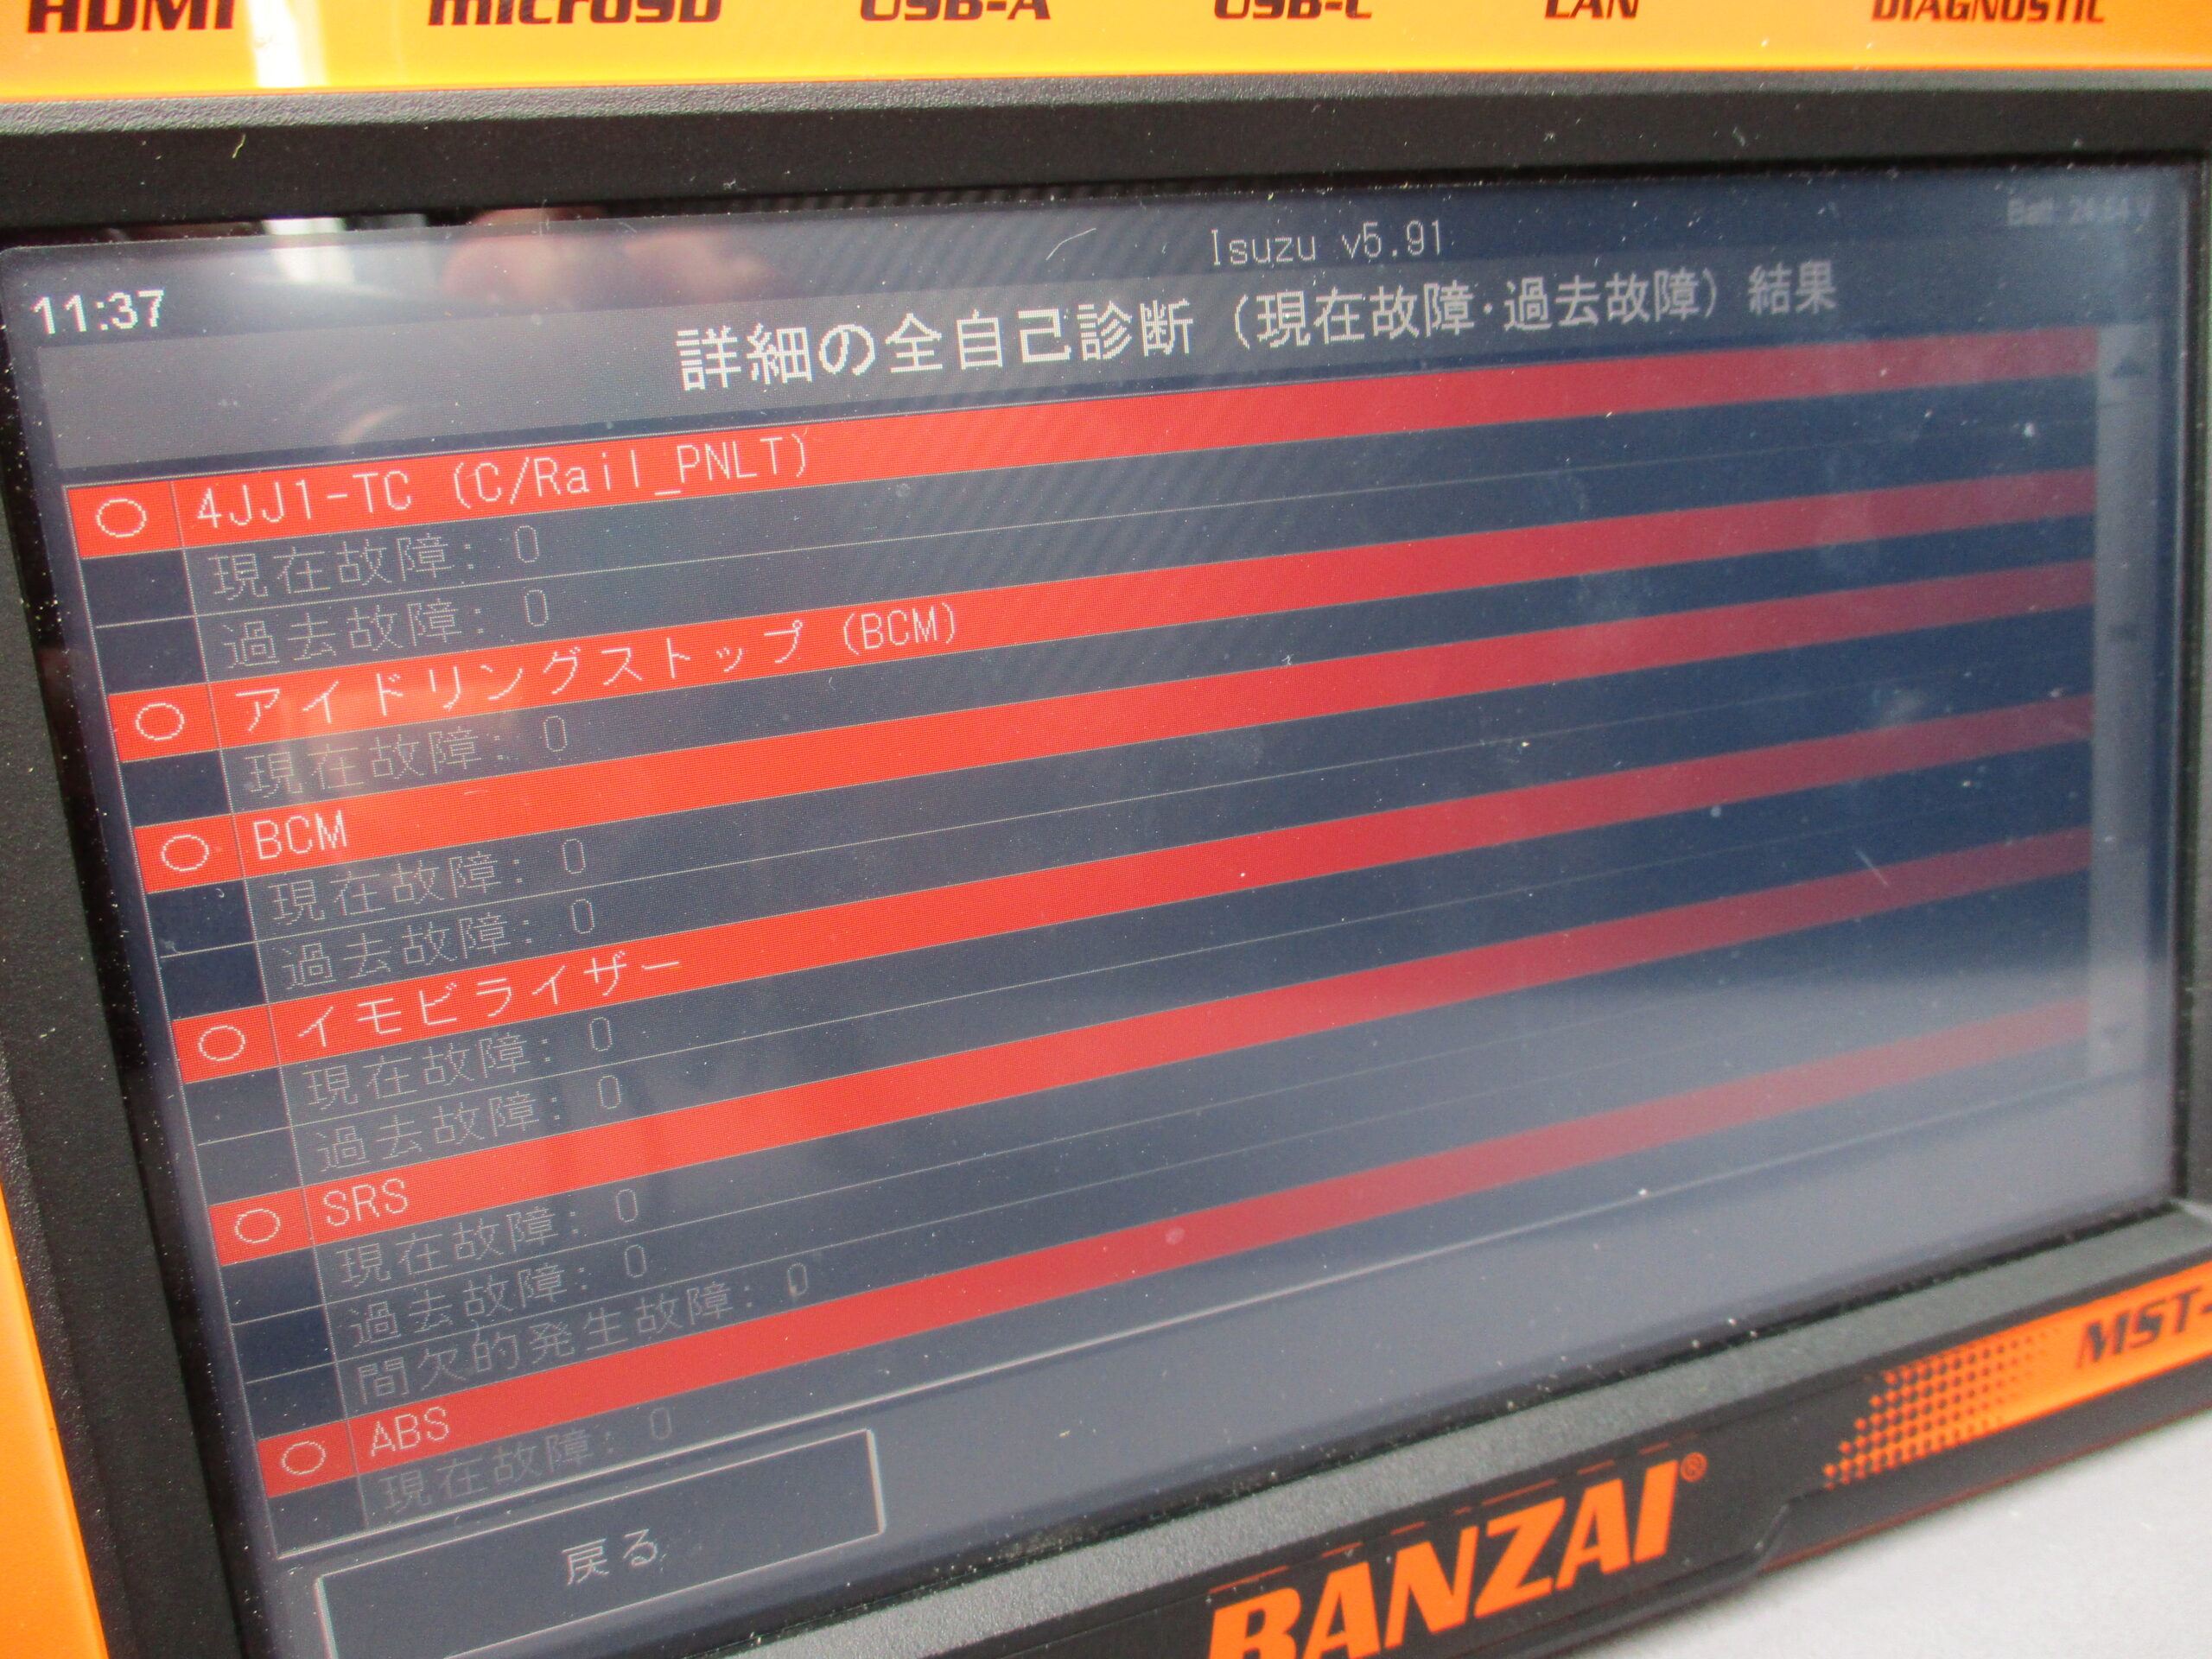 HDMI microSD USB-A USB-C LAN DIAGNOSTIC
Isuzu v5.91
Batt: 24.64 V
11:37
詳細の全自己診断（現在故障・過去故障）結果
○ 4JJ1-TC (C/Rail_PNLT)
現在故障: 0
過去故障: 0
○ アイドリングストップ (BCM)
現在故障: 0
○ BCM
現在故障: 0
過去故障: 0
○ イモビライザー
現在故障: 0
過去故障: 0
○ SRS
現在故障: 0
過去故障: 0
間欠的発生故障: 0
○ ABS
現在故障: 0
戻る
MST-
BANZAI®